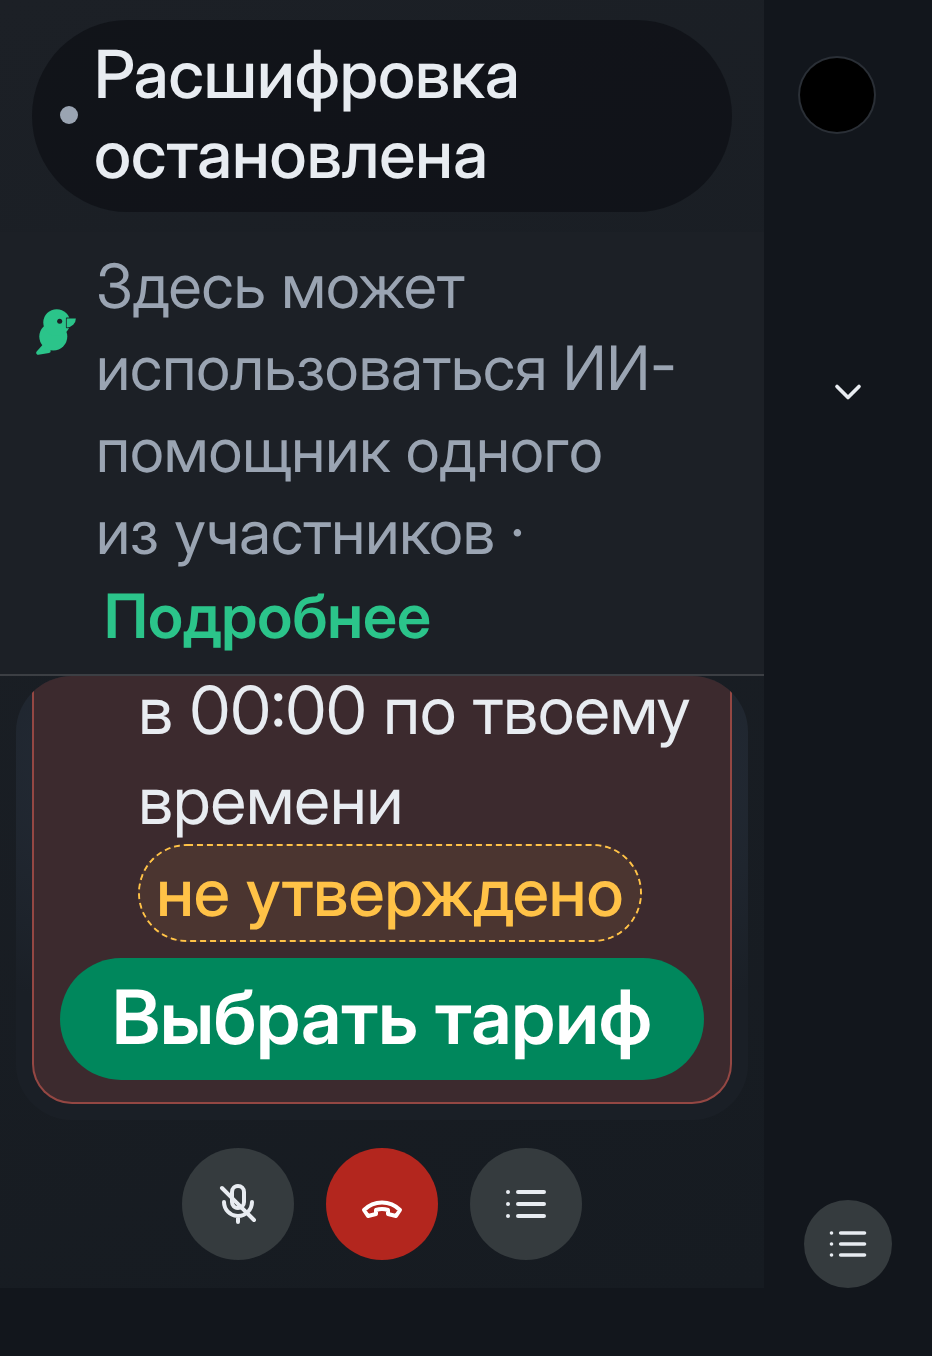 Расшифровка
остановлена
Здесь может
использоваться ИИ-
помощник одного
из участников ·
Подробнее
в 00:00 по твоему
времени
не утверждено
Выбрать тариф